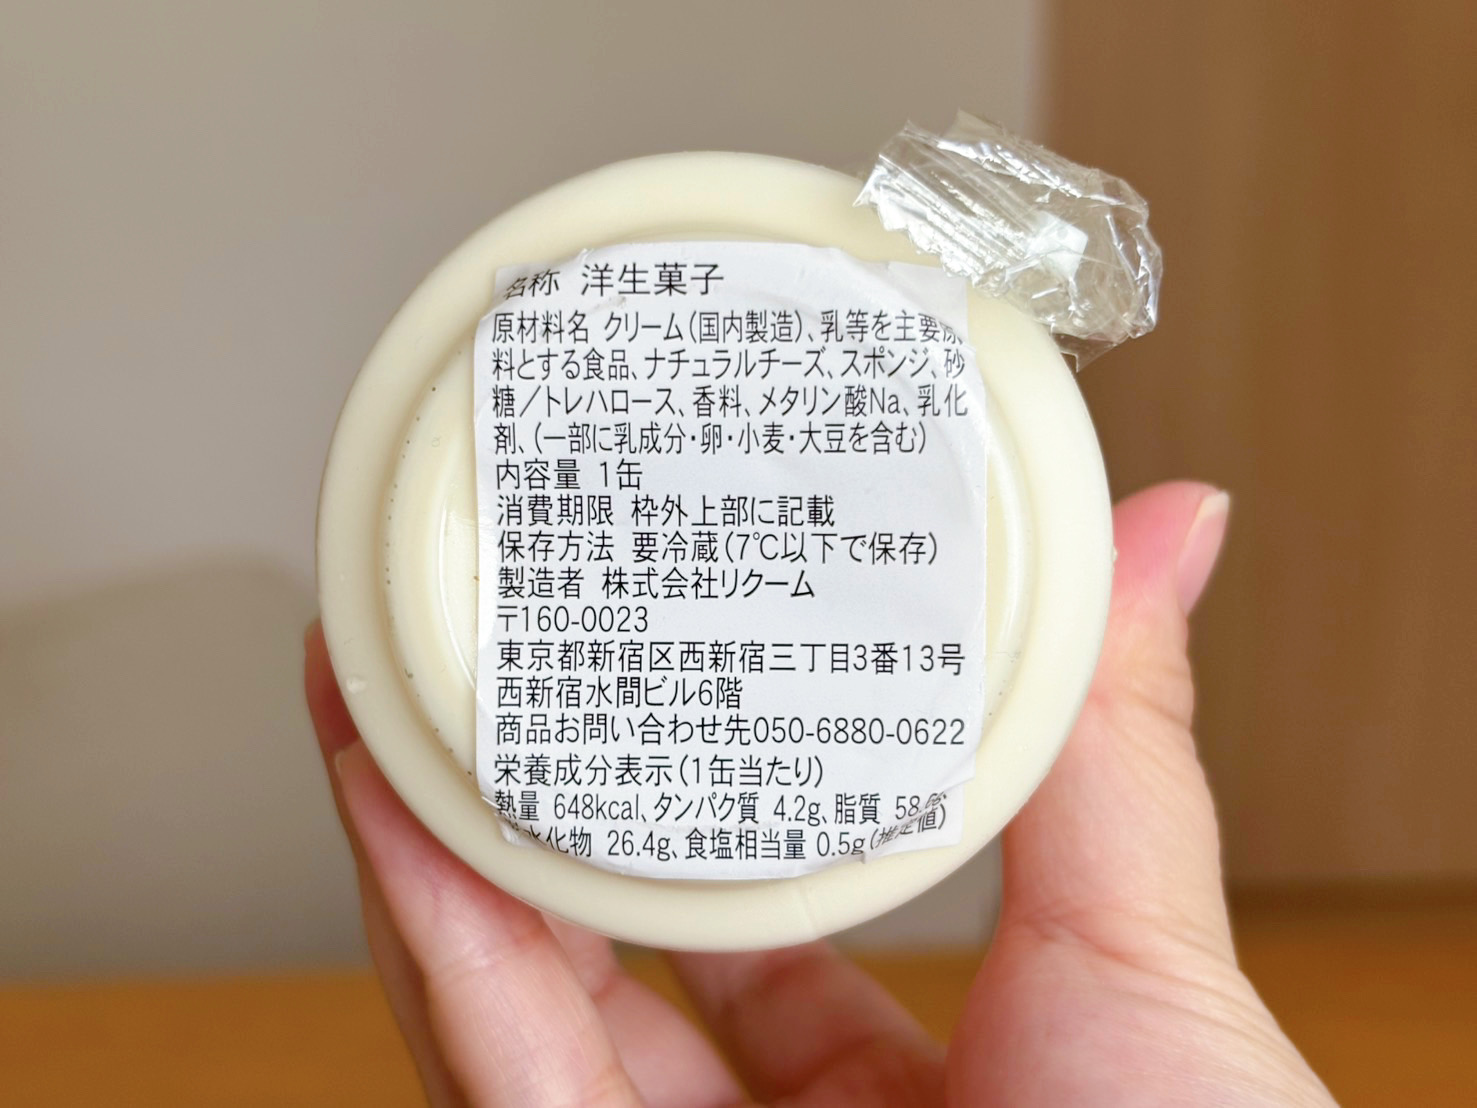 名称 洋生菓子
原材料名 クリーム(国内製造)、乳等を主要原
料とする食品、ナチュラルチーズ、スポンジ、砂
糖/トレハロース、香料、メタリン酸Na、乳化
剤、(一部に乳成分・卵・小麦・大豆を含む)
内容量 1缶
消費期限 枠外上部に記載
保存方法 要冷蔵(7℃以下で保存)
製造者 株式会社リクーム
〒160-0023
東京都新宿区西新宿三丁目3番13号
西新宿水間ビル6階
商品お問い合わせ先050-6880-0622
栄養成分表示(1缶当たり)
熱量 648kcal、タンパク質 4.2g、脂質
水化物 26.4g、食塩相当量 0.5g(推定値)